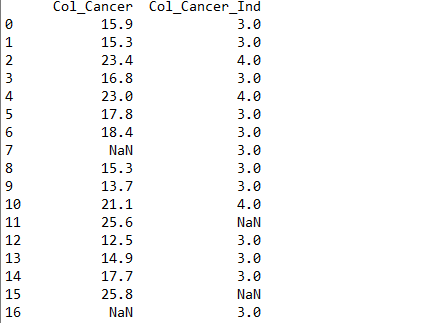 Col_Cancer Col_Cancer_Ind
0 15.9 3.0
1 15.3 3.0
2 23.4 4.0
3 16.8 3.0
4 23.0 4.0
5 17.8 3.0
6 18.4 3.0
7 NaN 3.0
8 15.3 3.0
9 13.7 3.0
10 21.1 4.0
11 25.6 NaN
12 12.5 3.0
13 14.9 3.0
14 17.7 3.0
15 25.8 NaN
16 NaN 3.0